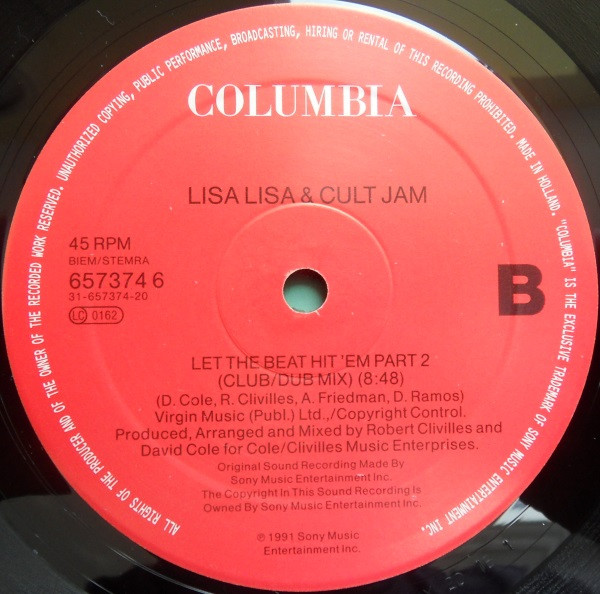 ALL RIGHTS OF THE PRODUCER AND OF THE OWNER OF THE RECORDED WORK RESERVED. UNAUTHORIZED COPYING, PUBLIC PERFORMANCE, BROADCASTING, HIRING OR RENTAL OF THIS RECORDING PROHIBITED. MADE IN HOLLAND. "COLUMBIA" IS THE EXCLUSIVE TRADEMARK OF SONY MUSIC ENTERTAINMENT INC.
COLUMBIA
LISA LISA & CULT JAM
45 RPM
BIEM/STEMRA
657374 6
31-657374-20
LC 0162
B
LET THE BEAT HIT 'EM PART 2
(CLUB/DUB MIX) (8:48)
(D. Cole, R. Clivilles, A. Friedman, D. Ramos)
Virgin Music (Publ.) Ltd.,/Copyright Control.
Produced, Arranged and Mixed by Robert Clivilles and
David Cole for Cole/Clivilles Music Enterprises.
Original Sound Recording Made By
Sony Music Entertainment Inc.
The Copyright In This Sound Recording Is
Owned By Sony Music Entertainment Inc.
℗ 1991 Sony Music
Entertainment Inc.